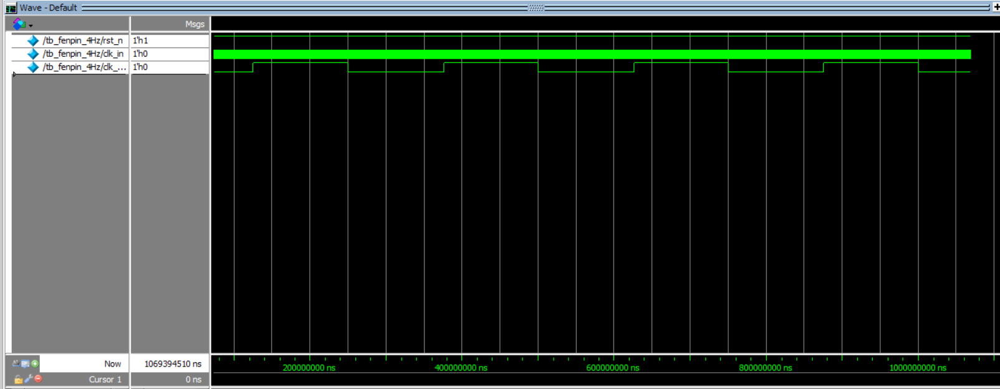 Wave - Default
Msgs
/tb_fenpin_4Hz/rst_n 1'h1
/tb_fenpin_4Hz/clk_in 1'h0
/tb_fenpin_4Hz/clk_... 1'h0
Now 1069394510 ns
200000000 ns 400000000 ns 600000000 ns 800000000 ns 1000000000 ns
Cursor 1 0 ns